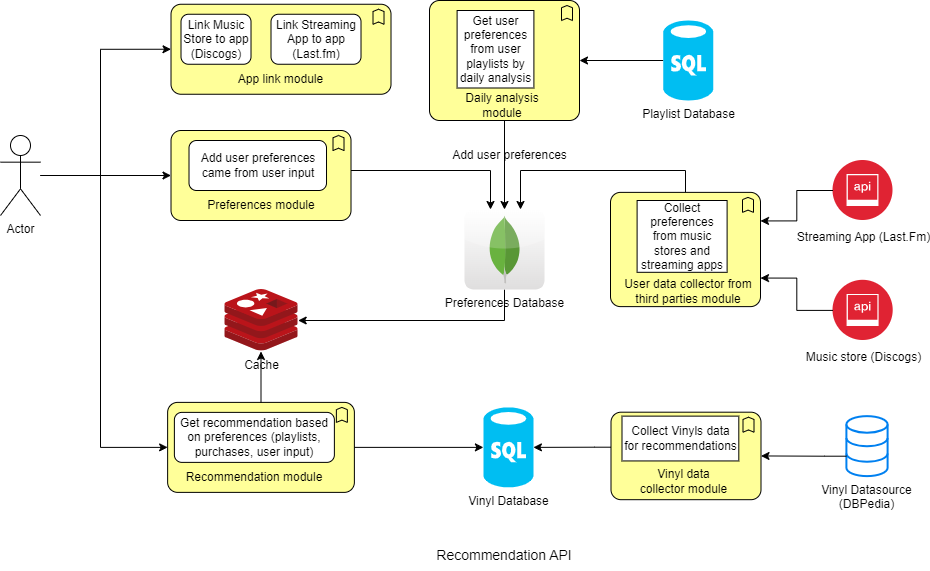 Link Music
Store to app
(Discogs)
Link Streaming
App to app
(Last.fm)
App link module
Get user
preferences
from user
playlists by
daily analysis
Daily analysis
module
SQL
Playlist Database
Actor
Add user preferences
came from user input
Preferences module
Add user preferences
Collect
preferences
from music
stores and
streaming apps
User data collector from
third parties module
api
Streaming App (Last.Fm)
api
Music store (Discogs)
Preferences Database
Cache
Get recommendation based
on preferences (playlists,
purchases, user input)
Recommendation module
SQL
Vinyl Database
Collect Vinyls data
for recommendations
Vinyl data
collector module
Vinyl Datasource
(DBPedia)
Recommendation API